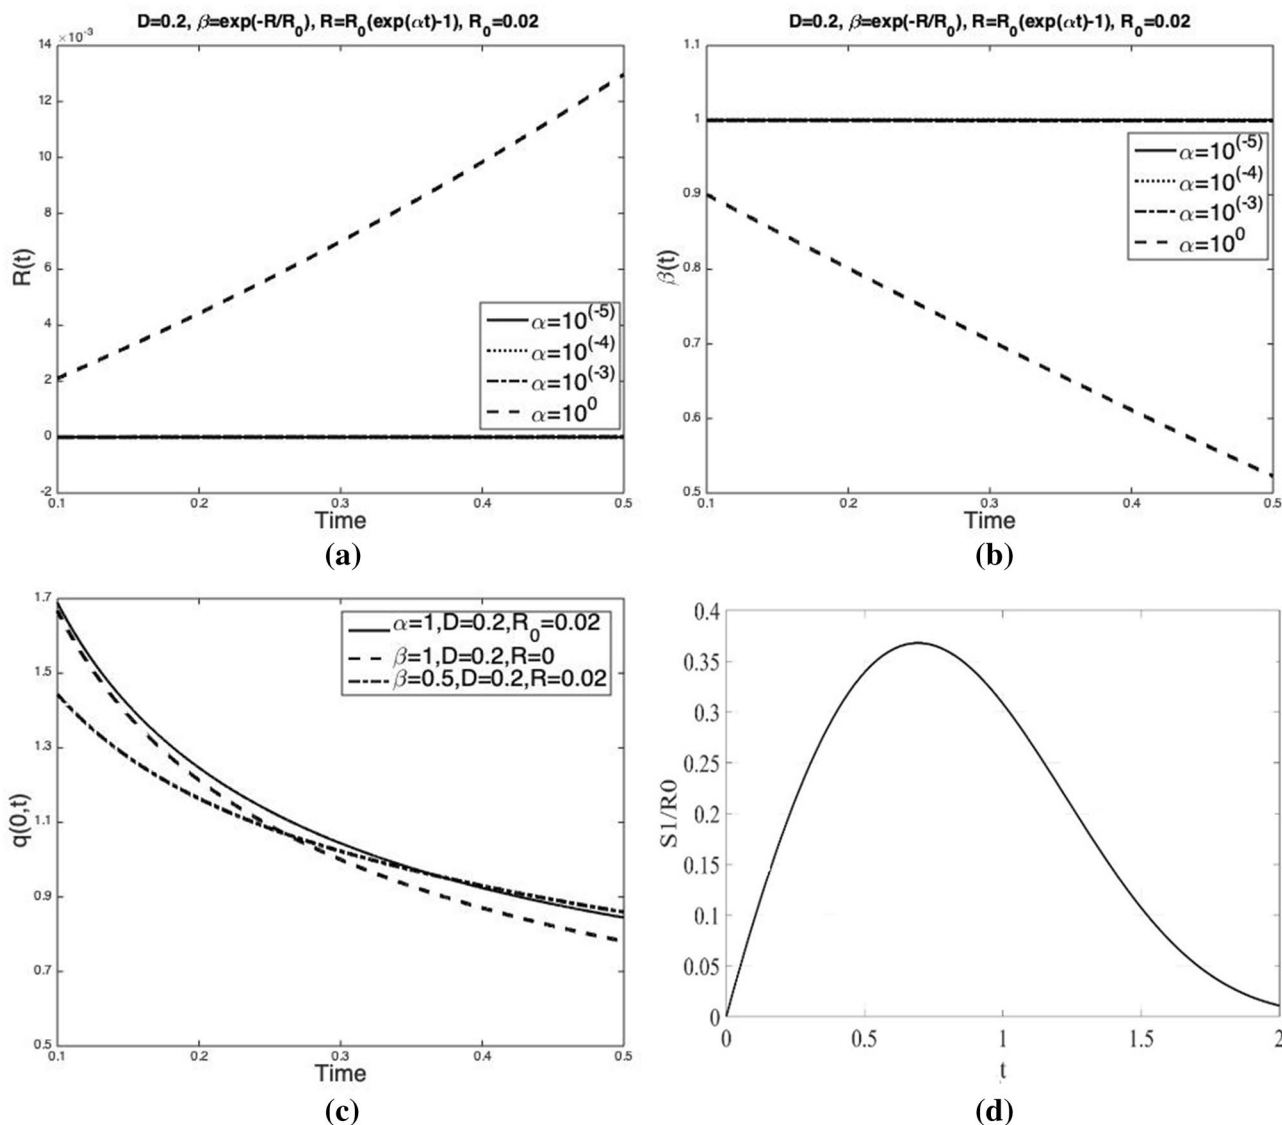 D=0.2, β=exp(-R/R₀), R=R₀(exp(αt)-1), R₀=0.02
×10⁻³
14
12
10
8
6
4
2
0
-2
R(t)
α=10⁽⁻⁵⁾
α=10⁽⁻⁴⁾
α=10⁽⁻³⁾
α=10⁰
0.1 0.2 0.3 0.4 0.5
Time
(a)
D=0.2, β=exp(-R/R₀), R=R₀(exp(αt)-1), R₀=0.02
1.1
1
0.9
0.8
0.7
0.6
0.5
β(t)
α=10⁽⁻⁵⁾
α=10⁽⁻⁴⁾
α=10⁽⁻³⁾
α=10⁰
0.1 0.2 0.3 0.4 0.5
Time
(b)
1.7
1.5
1.3
1.1
0.9
0.7
0.5
q(0,t)
α=1,D=0.2,R₀=0.02
β=1,D=0.2,R=0
β=0.5,D=0.2,R=0.02
0.1 0.2 0.3 0.4 0.5
Time
(c)
0.4
0.35
0.3
0.25
0.2
0.15
0.1
0.05
0
S1/R0
0 0.5 1 1.5 2
t
(d)